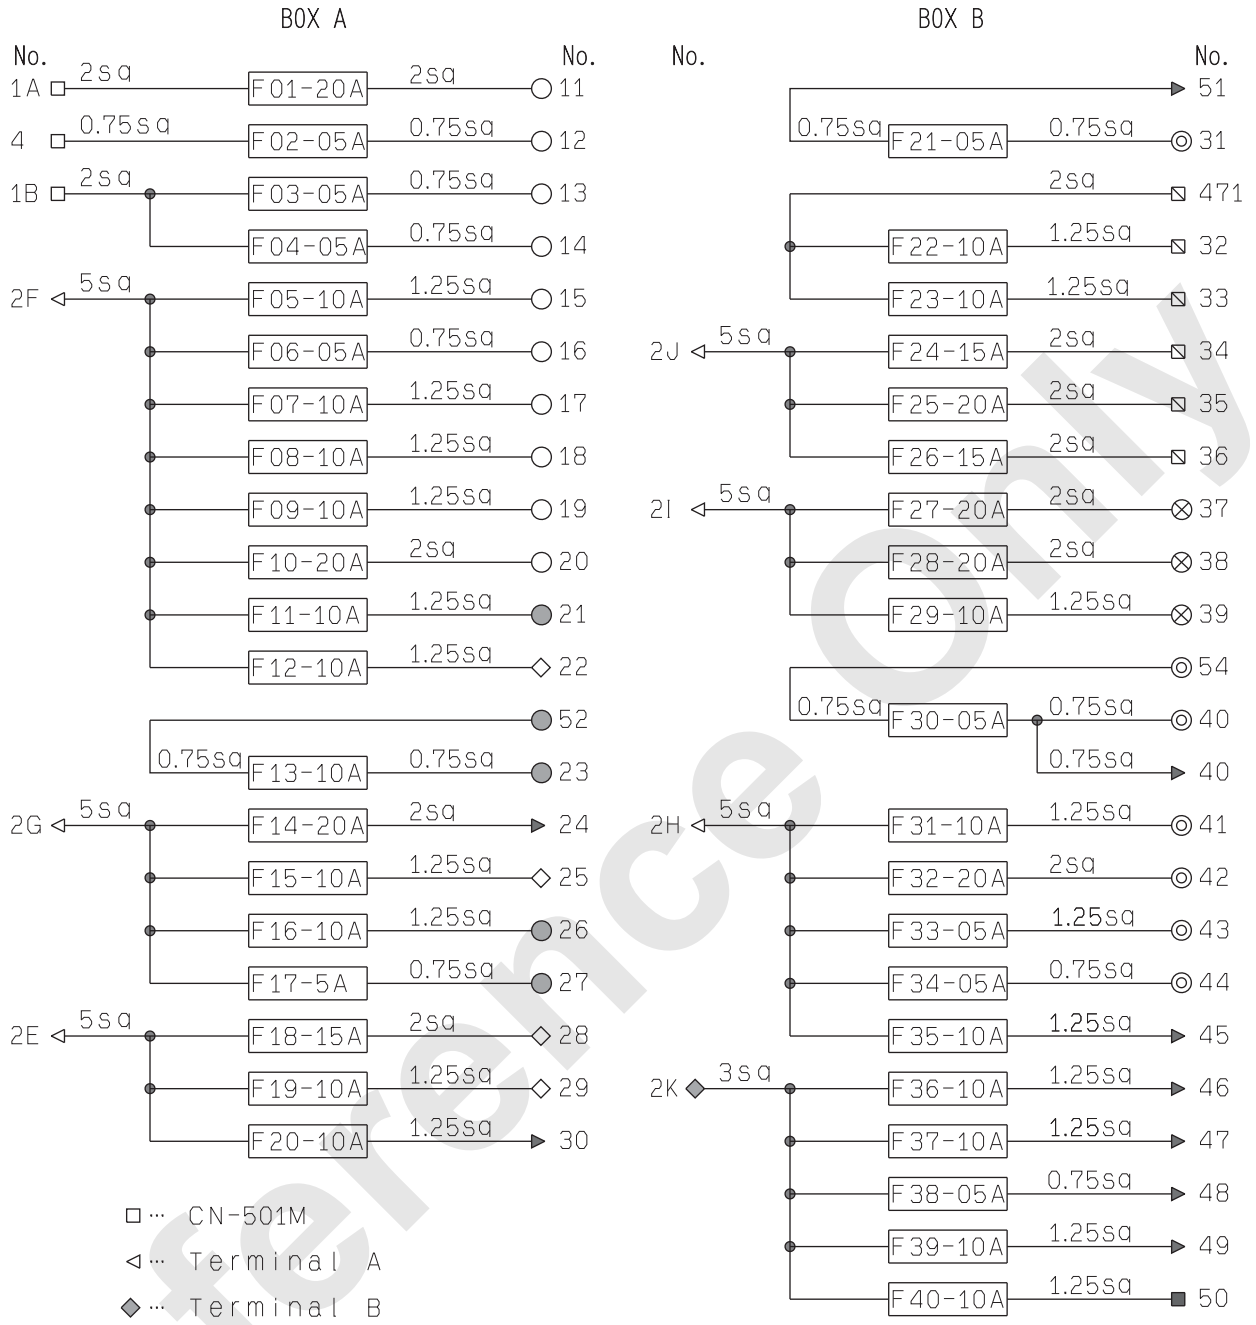 BOX A
No. No.
1A 2sq F01-20A 2sq 11
4 0.75sq F02-05A 0.75sq 12
1B 2sq F03-05A 0.75sq 13
F04-05A 0.75sq 14
2F 5sq F05-10A 1.25sq 15
F06-05A 0.75sq 16
F07-10A 1.25sq 17
F08-10A 1.25sq 18
F09-10A 1.25sq 19
F10-20A 2sq 20
F11-10A 1.25sq 21
F12-10A 1.25sq 22
52
0.75sq F13-10A 0.75sq 23
2G 5sq F14-20A 2sq 24
F15-10A 1.25sq 25
F16-10A 1.25sq 26
F17-5A 0.75sq 27
2E 5sq F18-15A 2sq 28
F19-10A 1.25sq 29
F20-10A 1.25sq 30
··· CN-501M
··· Terminal A
··· Terminal B
BOX B
No. No.
51
0.75sq F21-05A 0.75sq 31
2sq 471
F22-10A 1.25sq 32
F23-10A 1.25sq 33
2J 5sq F24-15A 2sq 34
F25-20A 2sq 35
F26-15A 2sq 36
2I 5sq F27-20A 2sq 37
F28-20A 2sq 38
F29-10A 1.25sq 39
54
0.75sq F30-05A 0.75sq 40
0.75sq 40
2H 5sq F31-10A 1.25sq 41
F32-20A 2sq 42
F33-05A 1.25sq 43
F34-05A 0.75sq 44
F35-10A 1.25sq 45
2K 3sq F36-10A 1.25sq 46
F37-10A 1.25sq 47
F38-05A 0.75sq 48
F39-10A 1.25sq 49
F40-10A 1.25sq 50
ference Only